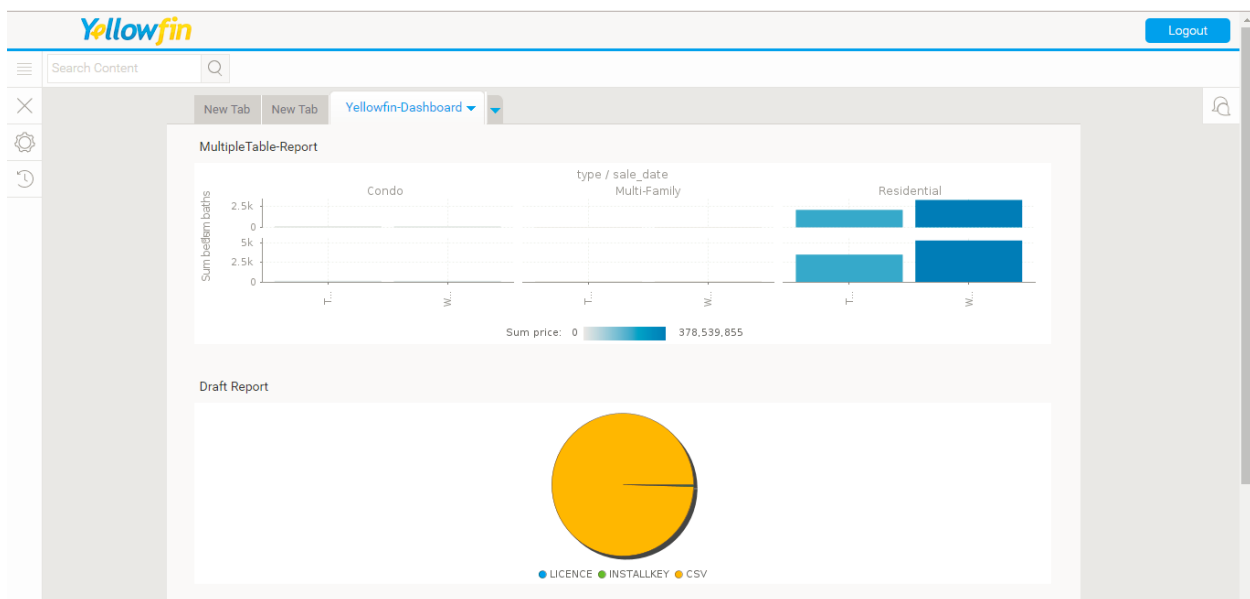 Yellowfin
Logout
Search Content
New Tab
New Tab
Yellowfin-Dashboard
MultipleTable-Report
type / sale_date
Condo
Multi-Family
Residential
2.5k
0
5k
2.5k
0
Sum
T...
W...
T...
W...
T...
W...
Sum price: 0 378,539,855
Draft Report
LICENCE INSTALLKEY CSV